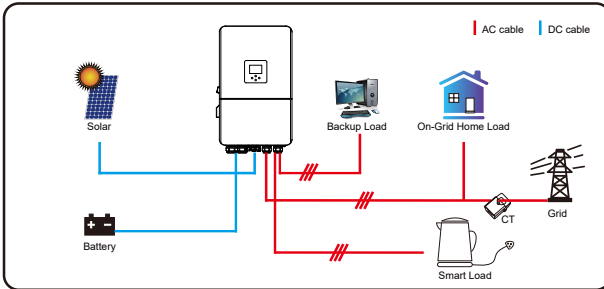 AC cable
DC cable
Solar
Backup Load
On-Grid Home Load
CT
Grid
Battery
Smart Load